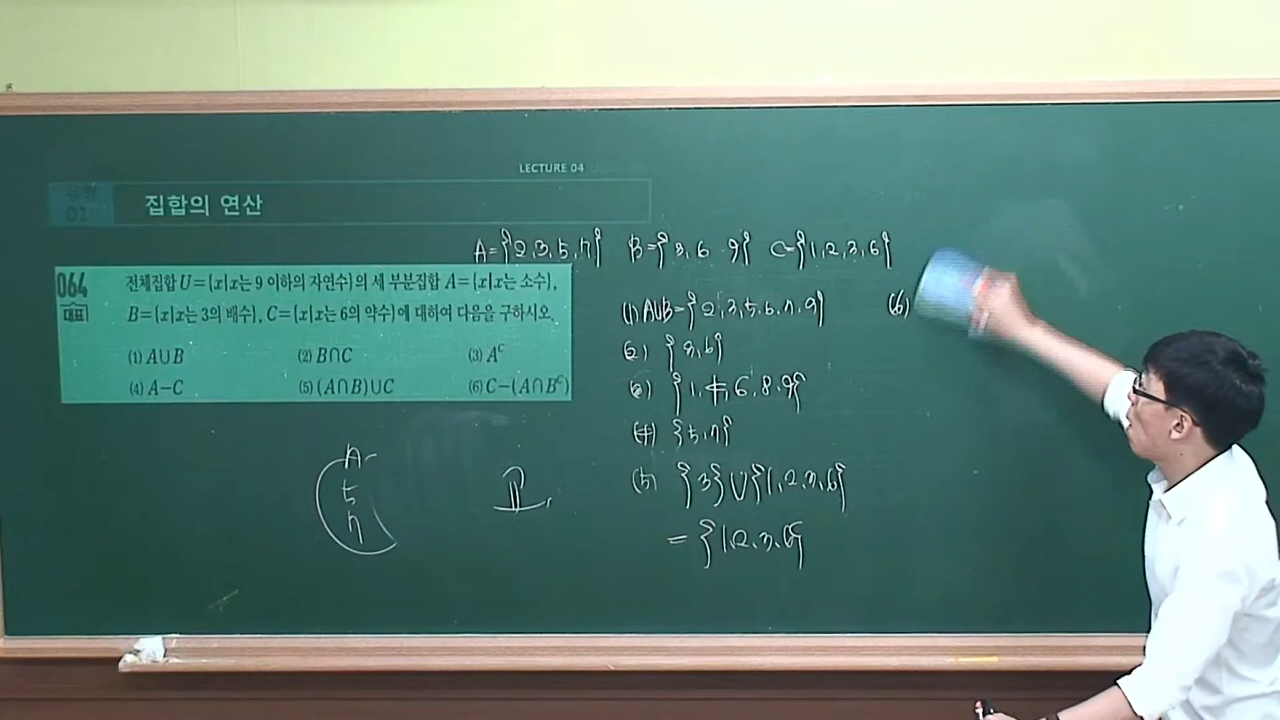 LECTURE 04
유형
01
집합의 연산
A={2,3,5,7} B={3,6,9} C={1,2,3,6}
064
대표
전체집합 U={x|x는 9 이하의 자연수}의 세 부분집합 A={x|x는 소수},
B={x|x는 3의 배수}, C={x|x는 6의 약수}에 대하여 다음을 구하시오.
(1) A∪B (2) B∩C (3) A^C
(4) A−C (5) (A∩B)∪C (6) C−(A∩B^C)
(1) A∪B={2,3,5,6,7,9}
(2) {3,6}
(3) {1,4,6,8,9}
(4) {5,7}
(5) {3}∪{1,2,3,6}
={1,2,3,6}
(6)
A-
5
7